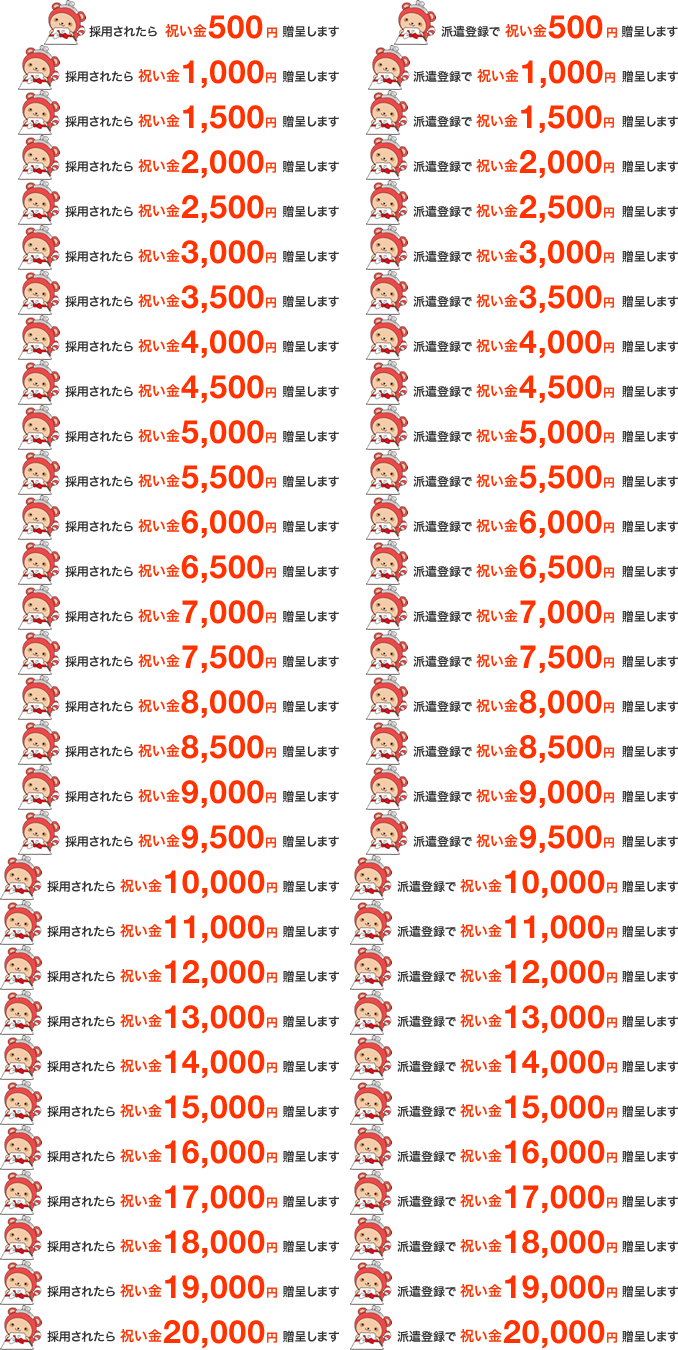 採用されたら 祝い金500円 贈呈します 派遣登録で 祝い金500円 贈呈します
採用されたら 祝い金1,000円 贈呈します 派遣登録で 祝い金1,000円 贈呈します
採用されたら 祝い金1,500円 贈呈します 派遣登録で 祝い金1,500円 贈呈します
採用されたら 祝い金2,000円 贈呈します 派遣登録で 祝い金2,000円 贈呈します
採用されたら 祝い金2,500円 贈呈します 派遣登録で 祝い金2,500円 贈呈します
採用されたら 祝い金3,000円 贈呈します 派遣登録で 祝い金3,000円 贈呈します
採用されたら 祝い金3,500円 贈呈します 派遣登録で 祝い金3,500円 贈呈します
採用されたら 祝い金4,000円 贈呈します 派遣登録で 祝い金4,000円 贈呈します
採用されたら 祝い金4,500円 贈呈します 派遣登録で 祝い金4,500円 贈呈します
採用されたら 祝い金5,000円 贈呈します 派遣登録で 祝い金5,000円 贈呈します
採用されたら 祝い金5,500円 贈呈します 派遣登録で 祝い金5,500円 贈呈します
採用されたら 祝い金6,000円 贈呈します 派遣登録で 祝い金6,000円 贈呈します
採用されたら 祝い金6,500円 贈呈します 派遣登録で 祝い金6,500円 贈呈します
採用されたら 祝い金7,000円 贈呈します 派遣登録で 祝い金7,000円 贈呈します
採用されたら 祝い金7,500円 贈呈します 派遣登録で 祝い金7,500円 贈呈します
採用されたら 祝い金8,000円 贈呈します 派遣登録で 祝い金8,000円 贈呈します
採用されたら 祝い金8,500円 贈呈します 派遣登録で 祝い金8,500円 贈呈します
採用されたら 祝い金9,000円 贈呈します 派遣登録で 祝い金9,000円 贈呈します
採用されたら 祝い金9,500円 贈呈します 派遣登録で 祝い金9,500円 贈呈します
採用されたら 祝い金10,000円 贈呈します 派遣登録で 祝い金10,000円 贈呈します
採用されたら 祝い金11,000円 贈呈します 派遣登録で 祝い金11,000円 贈呈します
採用されたら 祝い金12,000円 贈呈します 派遣登録で 祝い金12,000円 贈呈します
採用されたら 祝い金13,000円 贈呈します 派遣登録で 祝い金13,000円 贈呈します
採用されたら 祝い金14,000円 贈呈します 派遣登録で 祝い金14,000円 贈呈します
採用されたら 祝い金15,000円 贈呈します 派遣登録で 祝い金15,000円 贈呈します
採用されたら 祝い金16,000円 贈呈します 派遣登録で 祝い金16,000円 贈呈します
採用されたら 祝い金17,000円 贈呈します 派遣登録で 祝い金17,000円 贈呈します
採用されたら 祝い金18,000円 贈呈します 派遣登録で 祝い金18,000円 贈呈します
採用されたら 祝い金19,000円 贈呈します 派遣登録で 祝い金19,000円 贈呈します
採用されたら 祝い金20,000円 贈呈します 派遣登録で 祝い金20,000円 贈呈します